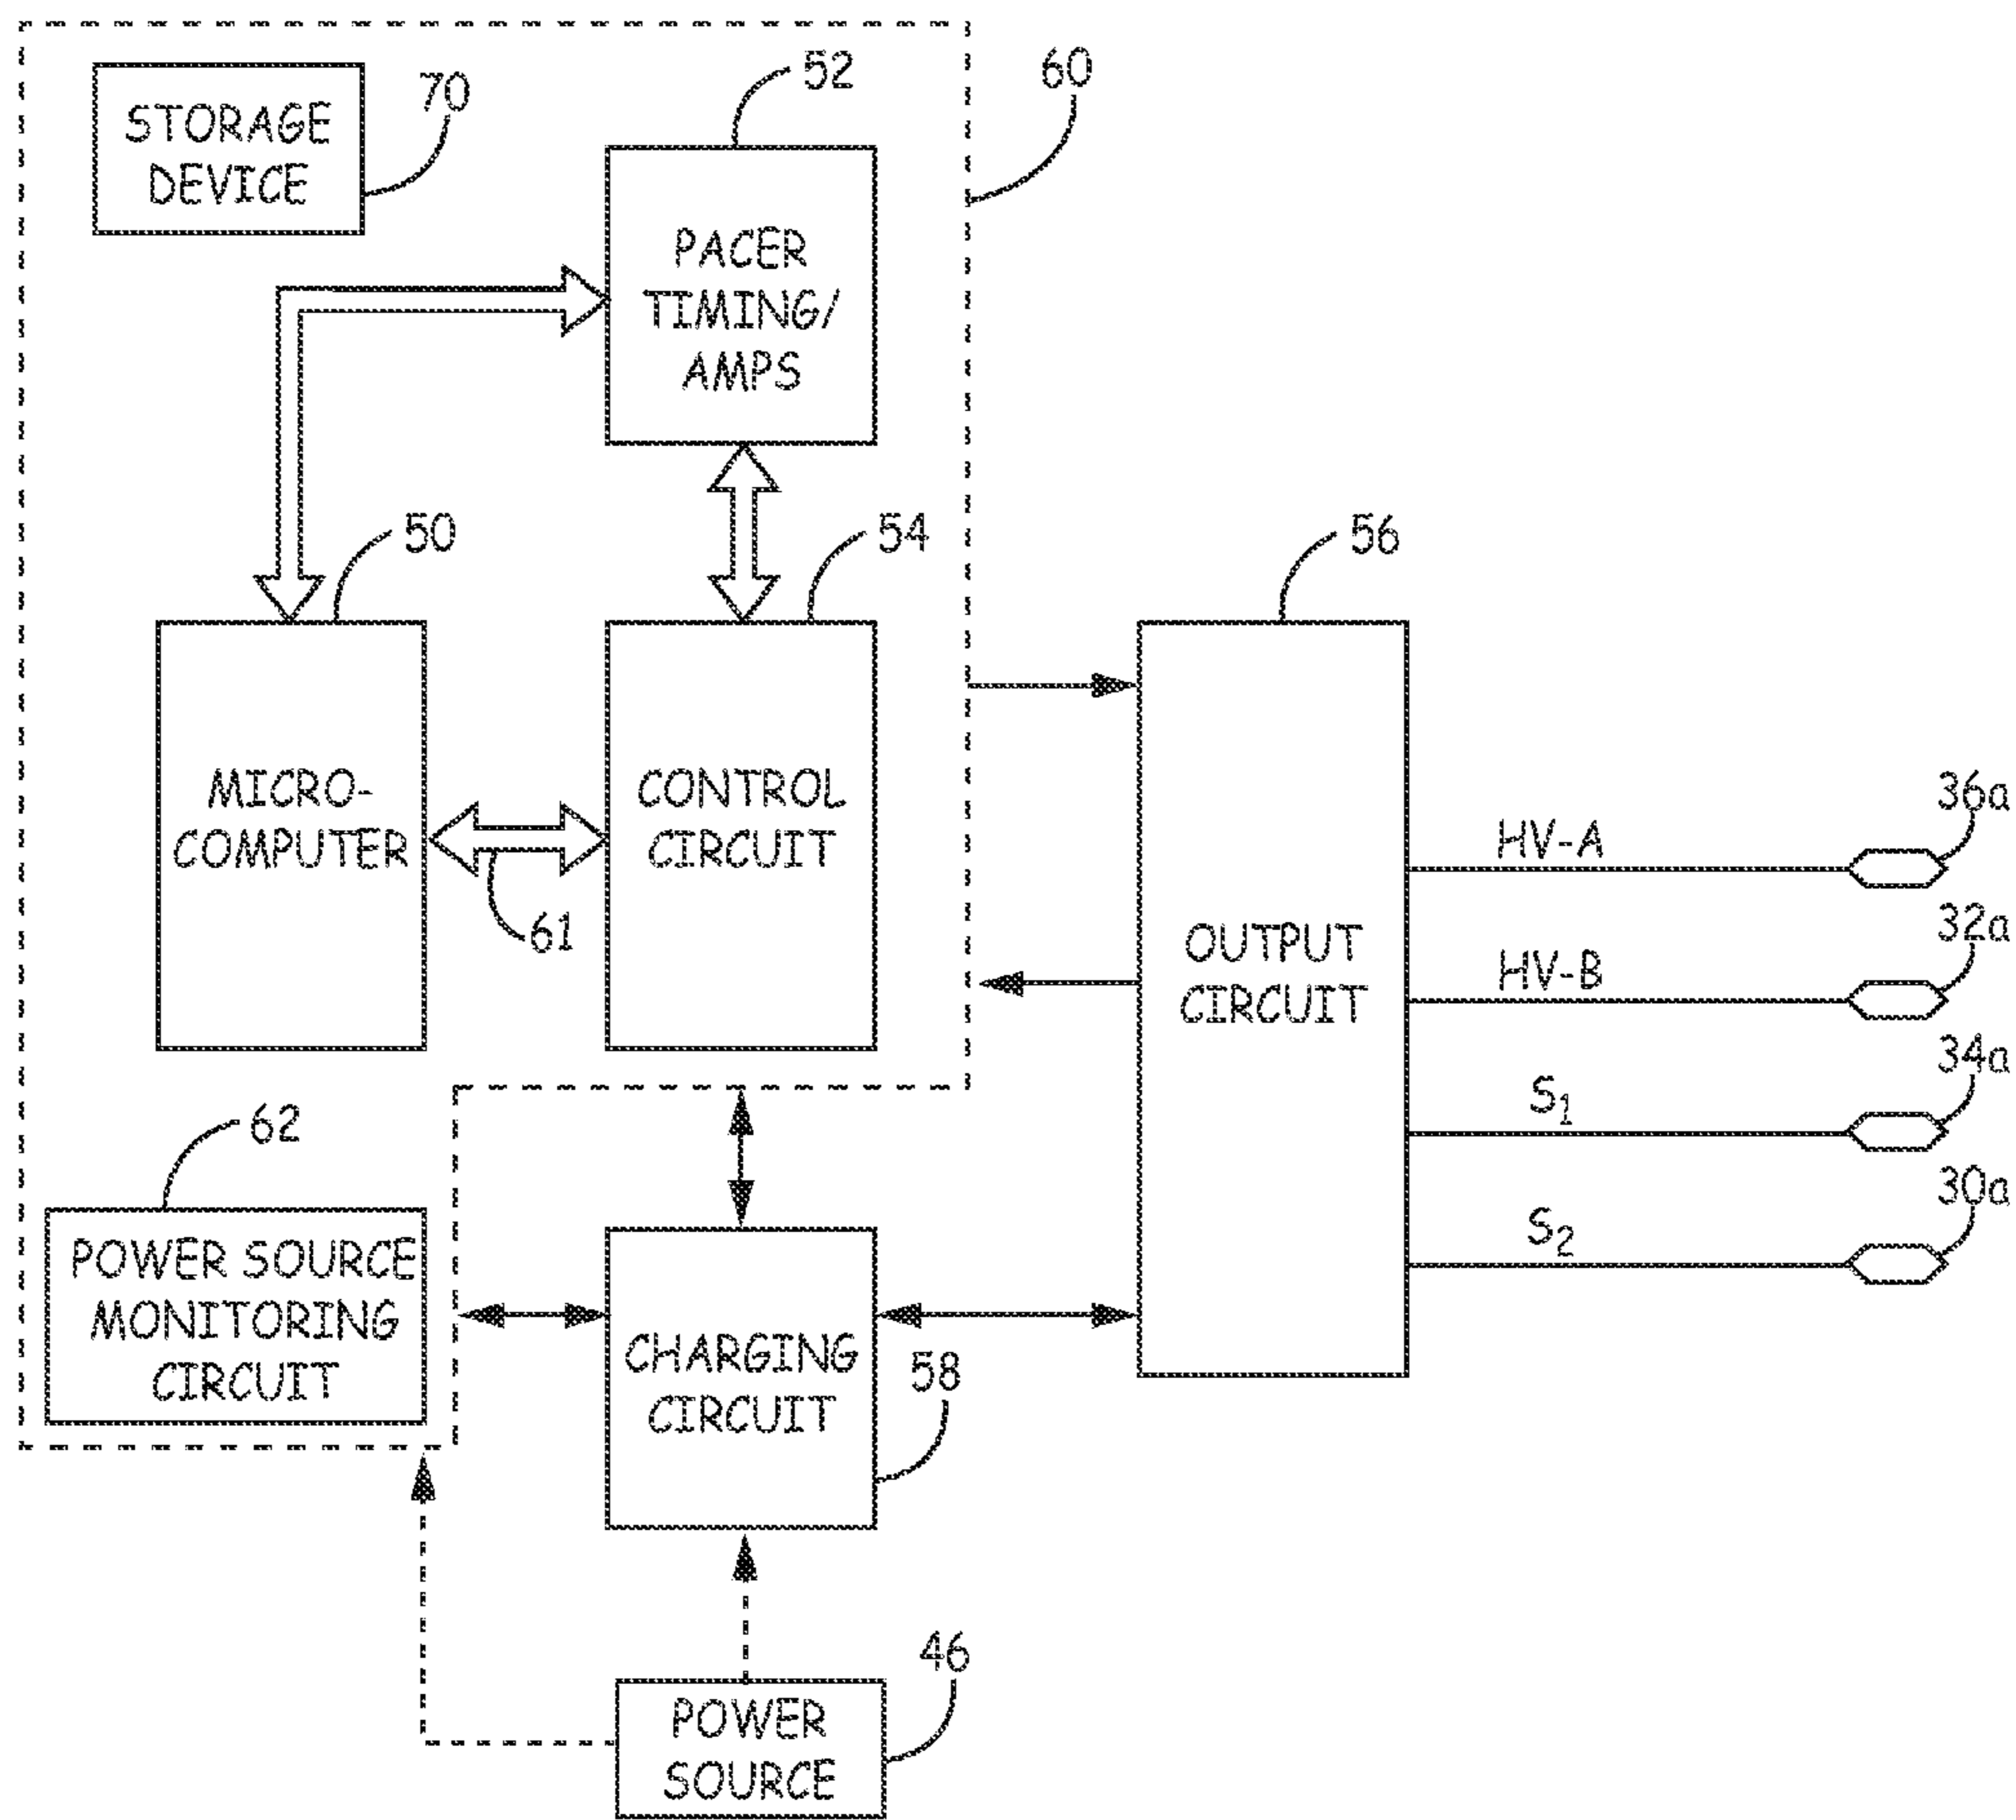 STORAGE
DEVICE
70
52
60
PACER
TIMING/
AMPS
50
54
56
MICRO-
COMPUTER
61
CONTROL
CIRCUIT
OUTPUT
CIRCUIT
HV-A
36a
HV-B
32a
S1
34a
S2
30a
62
POWER SOURCE
MONITORING
CIRCUIT
CHARGING
CIRCUIT
58
46
POWER
SOURCE